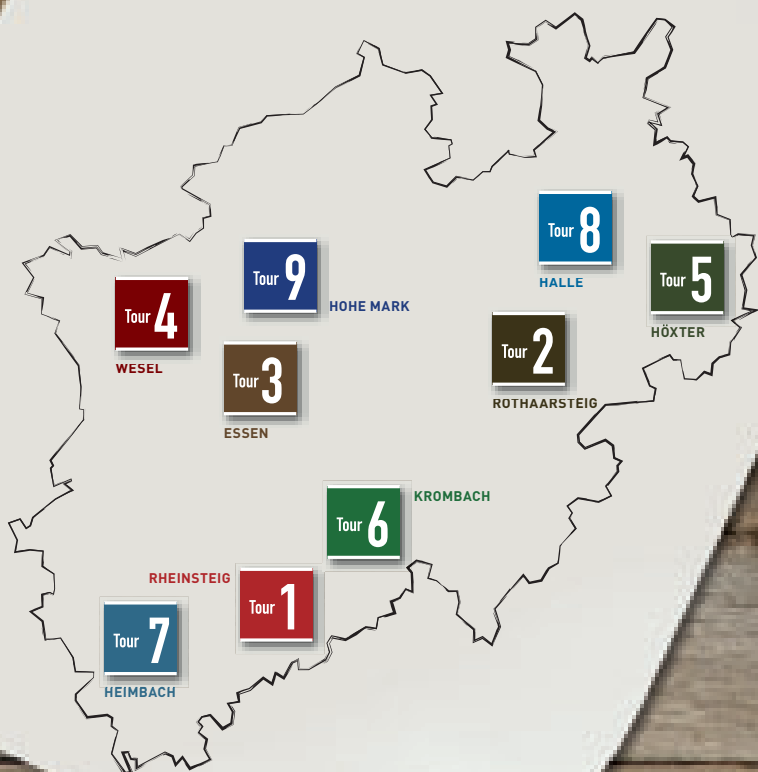 Tour 8
HALLE
Tour 9
HOHE MARK
Tour 5
HÖXTER
Tour 4
WESEL
Tour 2
ROTHAARSTEIG
Tour 3
ESSEN
Tour 6
KROMBACH
RHEINSTEIG
Tour 1
Tour 7
HEIMBACH